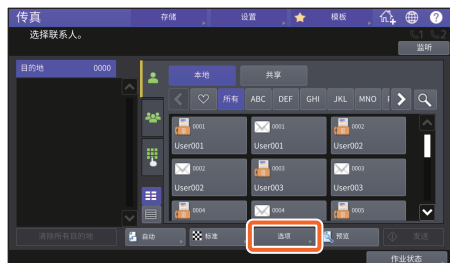 传真
存储
设置
模板
选择联系人。
监听
目的地 0000
本地
共享
所有 ABC DEF GHI JKL MNO
0001 User001
0001 User001
0002 User002
0002 User002
0003 User003
0003 User003
0004
0004
0005
清除所有目的地
自动
标准
选项
预览
发送
作业状态